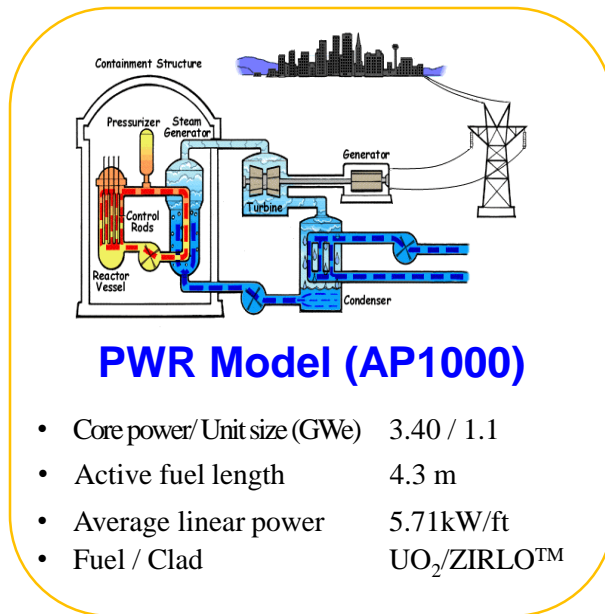 Containment Structure
Pressurizer
Steam
Generator
Generator
Turbine
Control
Rods
Reactor
Vessel
Condenser
PWR Model (AP1000)
• Core power/ Unit size (GWe) 3.40 / 1.1
• Active fuel length 4.3 m
• Average linear power 5.71kW/ft
• Fuel / Clad UO₂/ZIRLO™